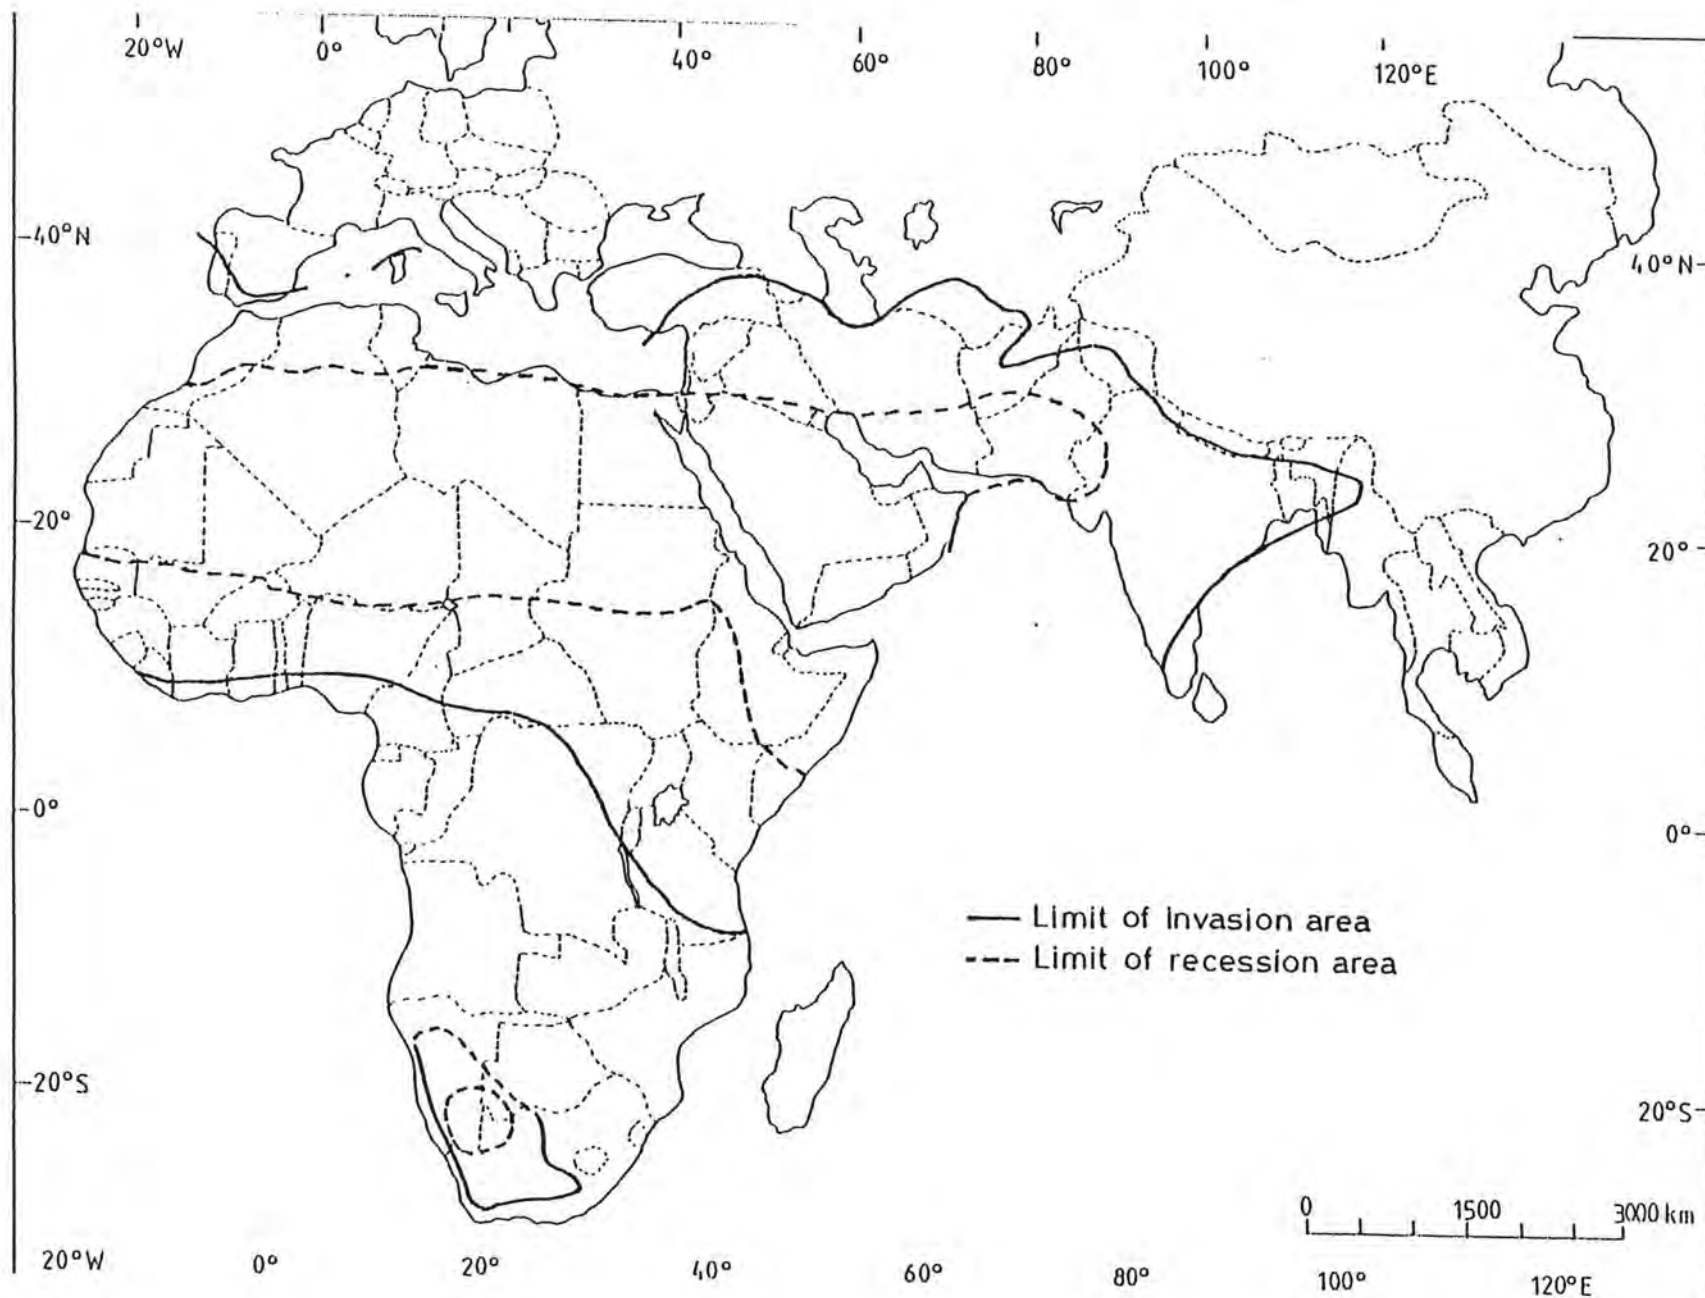 20°W 0° 40° 60° 80° 100° 120°E
40°N 40°N
20° 20°
0° 0°
Limit of invasion area
Limit of recession area
20°S 20°S
0 1500 3000 km
20°W 0° 20° 40° 60° 80° 100° 120°E